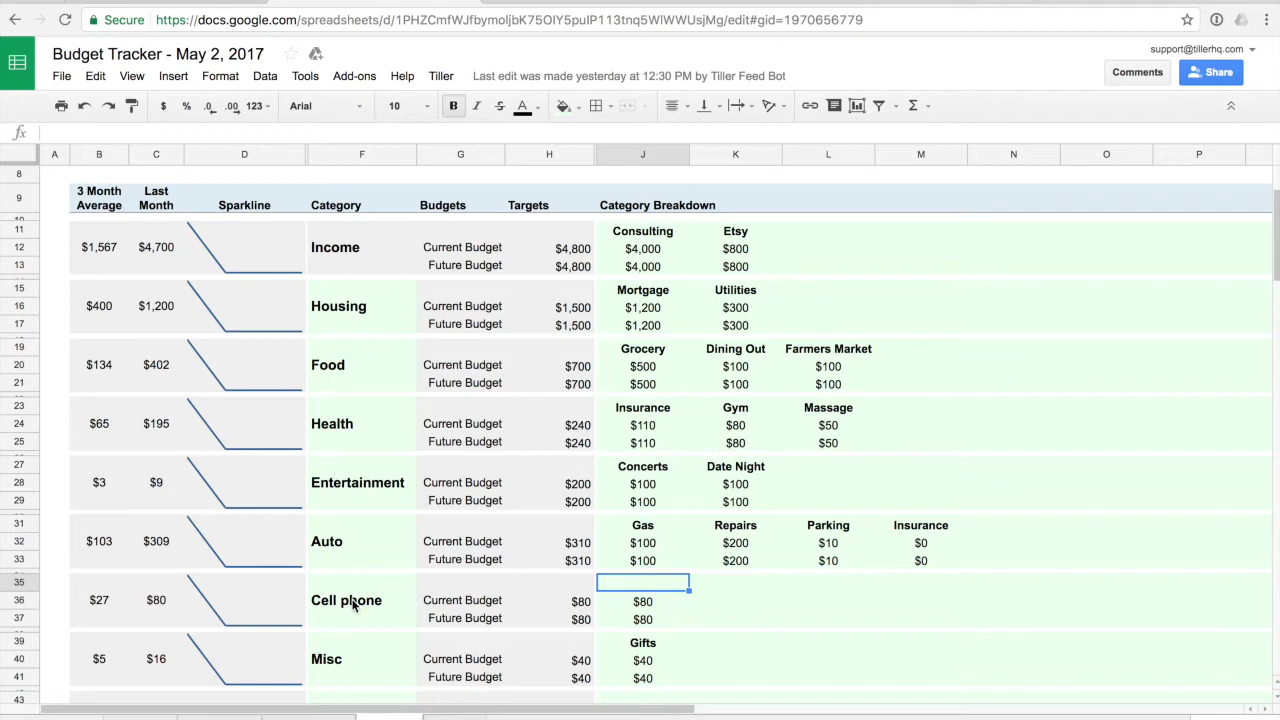 Secure https://docs.google.com/spreadsheets/d/1PHZCmfWJfbymoljbK75OIY5puIP113tnq5WlWWUsjMg/edit#gid=1970656779
Budget Tracker - May 2, 2017
support@tillerhq.com
File Edit View Insert Format Data Tools Add-ons Help Tiller Last edit was made yesterday at 12:30 PM by Tiller Feed Bot
Comments Share
$ % .0 .00 123 Arial 10 B I S A Σ
fx
A B C D F G H J K L M N O P
8
9 3 Month Average Last Month Sparkline Category Budgets Targets Category Breakdown
10
11 Consulting Etsy
12 $1,567 $4,700 Income Current Budget $4,800 $4,000 $800
13 Future Budget $4,800 $4,000 $800
15 Mortgage Utilities
16 $400 $1,200 Housing Current Budget $1,500 $1,200 $300
17 Future Budget $1,500 $1,200 $300
19 Grocery Dining Out Farmers Market
20 $134 $402 Food Current Budget $700 $500 $100 $100
21 Future Budget $700 $500 $100 $100
23 Insurance Gym Massage
24 $65 $195 Health Current Budget $240 $110 $80 $50
25 Future Budget $240 $110 $80 $50
27 Concerts Date Night
28 $3 $9 Entertainment Current Budget $200 $100 $100
29 Future Budget $200 $100 $100
31 Gas Repairs Parking Insurance
32 $103 $309 Auto Current Budget $310 $100 $200 $10 $0
33 Future Budget $310 $100 $200 $10 $0
35
36 $27 $80 Cell phone Current Budget $80 $80
37 Future Budget $80 $80
39 Gifts
40 $5 $16 Misc Current Budget $40 $40
41 Future Budget $40 $40
43